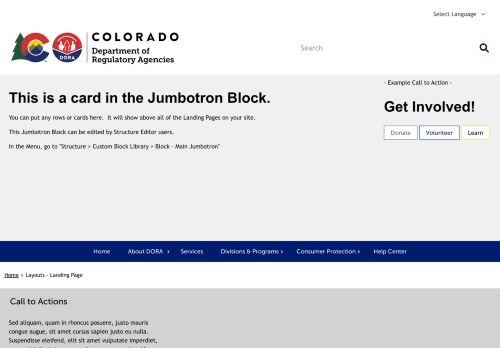 Select Language
COLORADO
Department of
Regulatory Agencies
DORA
Search
This is a card in the Jumbotron Block.
You can put any rows or cards here. It will show above all of the Landing Pages on your site.
This Jumbotron Block can be edited by Structure Editor users.
In the Menu, go to "Structure > Custom Block Library > Block - Main Jumbotron"
- Example Call to Action -
Get Involved!
Donate Volunteer Learn
Home About DORA > Services Divisions & Programs > Consumer Protection > Help Center
Home > Layouts - Landing Page
Call to Actions
Sed aliquam, quam in rhoncus posuere, justo mauris
congue augue, sit amet cursus sapien justo eu nulla.
Suspendisse eleifend, elit sit amet vulputate imperdiet,